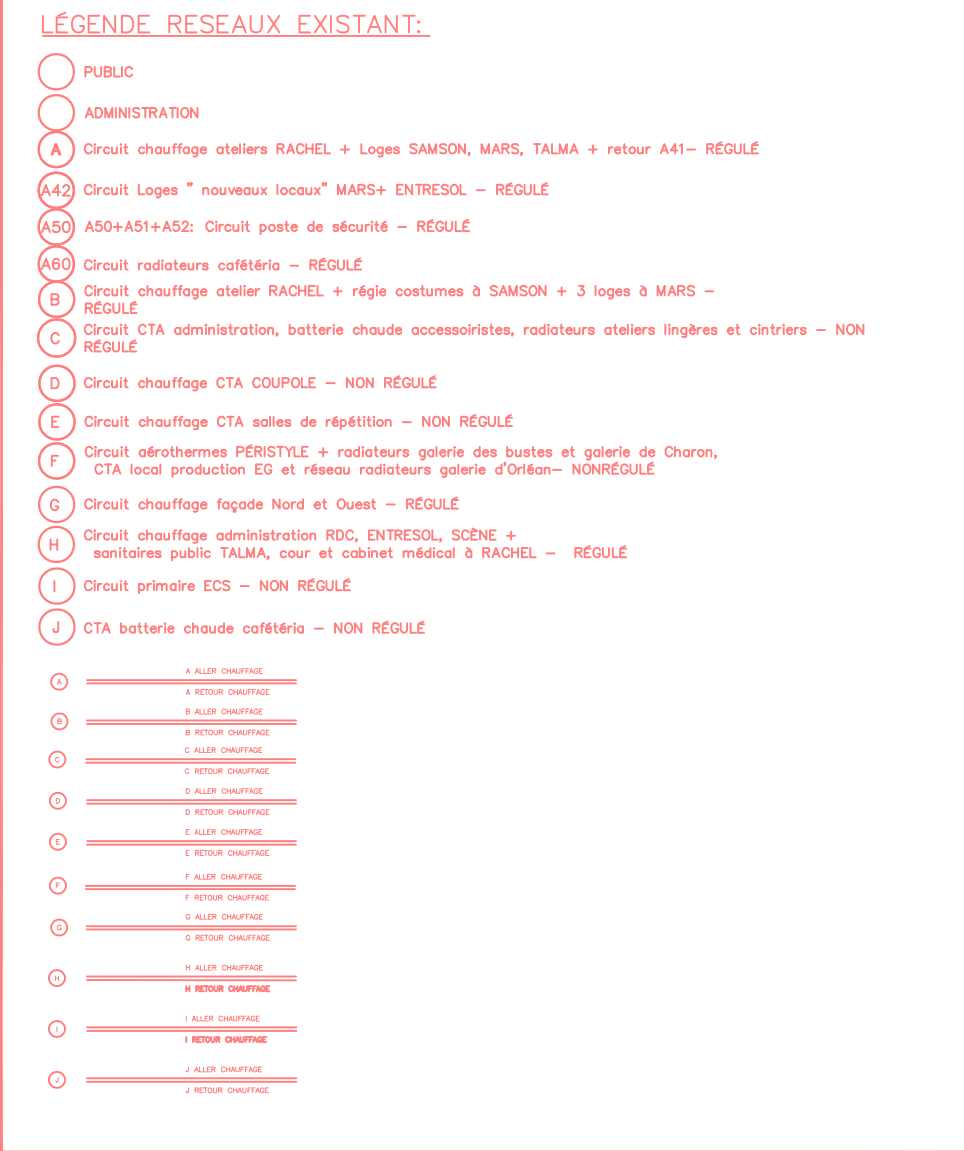 LÉGENDE RESEAUX EXISTANT:
PUBLIC
ADMINISTRATION
A Circuit chauffage ateliers RACHEL + Loges SAMSON, MARS, TALMA + retour A41- RÉGULÉ
A42 Circuit Loges " nouveaux locaux" MARS+ ENTRESOL - RÉGULÉ
A50 A50+A51+A52: Circuit poste de sécurité - RÉGULÉ
A60 Circuit radiateurs cafétéria - RÉGULÉ
B Circuit chauffage atelier RACHEL + régie costumes à SAMSON + 3 loges à MARS -
RÉGULÉ
C Circuit CTA administration, batterie chaude accessoiristes, radiateurs ateliers lingères et cintriers - NON
RÉGULÉ
D Circuit chauffage CTA COUPOLE - NON RÉGULÉ
E Circuit chauffage CTA salles de répétition - NON RÉGULÉ
F Circuit aérothermes PÉRISTYLE + radiateurs galerie des bustes et galerie de Charon,
CTA local production EG et réseau radiateurs galerie d'Orléan- NONRÉGULÉ
G Circuit chauffage façade Nord et Ouest - RÉGULÉ
H Circuit chauffage administration RDC, ENTRESOL, SCÈNE +
sanitaires public TALMA, cour et cabinet médical à RACHEL - RÉGULÉ
I Circuit primaire ECS - NON RÉGULÉ
J CTA batterie chaude cafétéria - NON RÉGULÉ
A ALLER CHAUFFAGE
A
A RETOUR CHAUFFAGE
B ALLER CHAUFFAGE
B
B RETOUR CHAUFFAGE
C ALLER CHAUFFAGE
C
C RETOUR CHAUFFAGE
D ALLER CHAUFFAGE
D
D RETOUR CHAUFFAGE
E ALLER CHAUFFAGE
E
E RETOUR CHAUFFAGE
F ALLER CHAUFFAGE
F
F RETOUR CHAUFFAGE
G ALLER CHAUFFAGE
G
G RETOUR CHAUFFAGE
H ALLER CHAUFFAGE
H
H RETOUR CHAUFFAGE
I ALLER CHAUFFAGE
I
I RETOUR CHAUFFAGE
J ALLER CHAUFFAGE
J
J RETOUR CHAUFFAGE